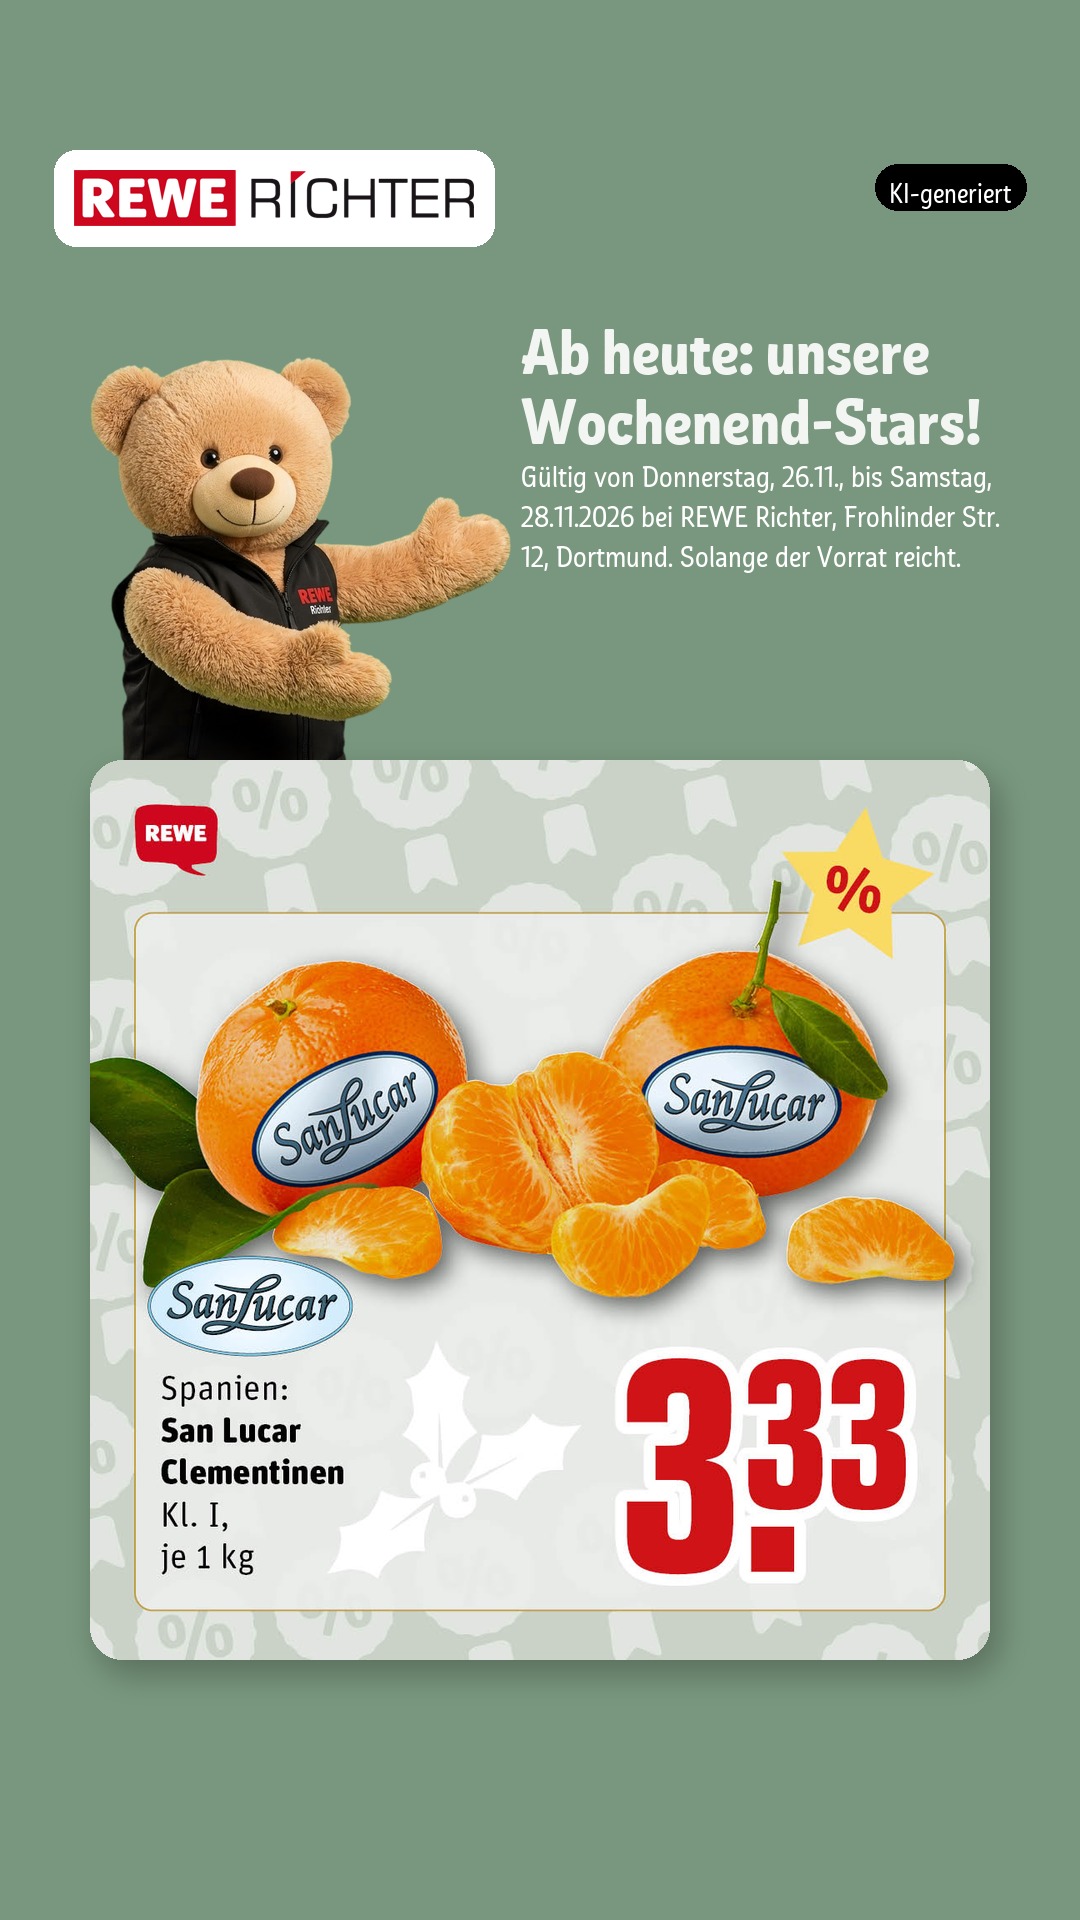 REWE RICHTER
KI-generiert
Ab heute: unsere
Wochenend-Stars!
Gültig von Donnerstag, 26.11., bis Samstag,
28.11.2026 bei REWE Richter, Frohlinder Str.
12, Dortmund. Solange der Vorrat reicht.
REWE
Richter
REWE
%
SanLucar
SanLucar
SanLucar
Spanien:
San Lucar
Clementinen
Kl. I,
je 1 kg
3.33